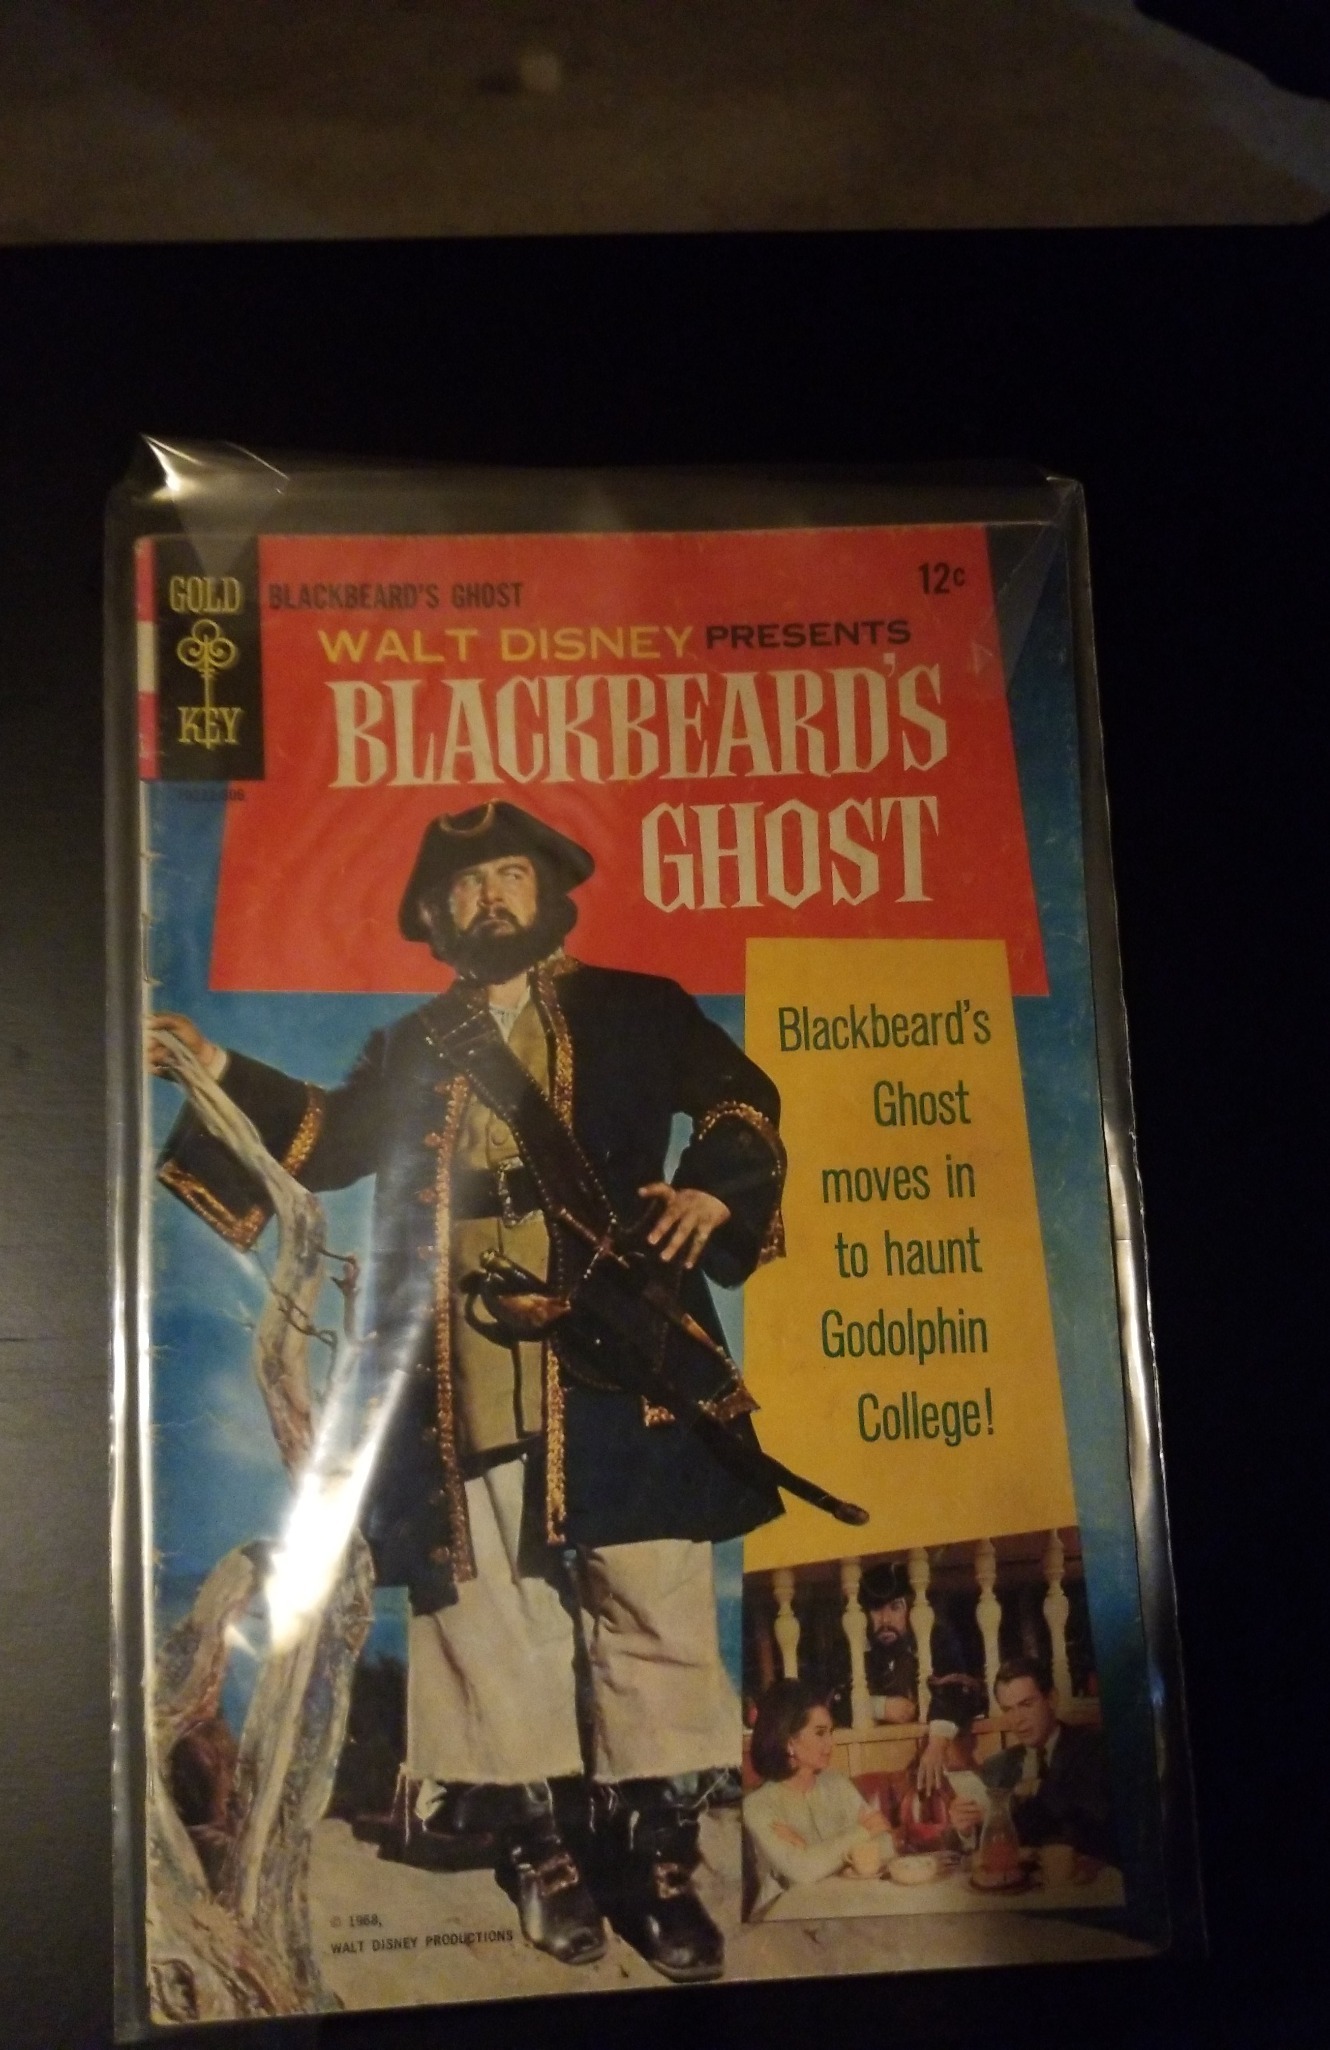 GOLD
KEY
BLACKBEARD'S GHOST
12c
WALT DISNEY PRESENTS
BLACKBEARD'S
GHOST
Blackbeard's
Ghost
moves in
to haunt
Godolphin
College!
© 1968,
WALT DISNEY PRODUCTIONS